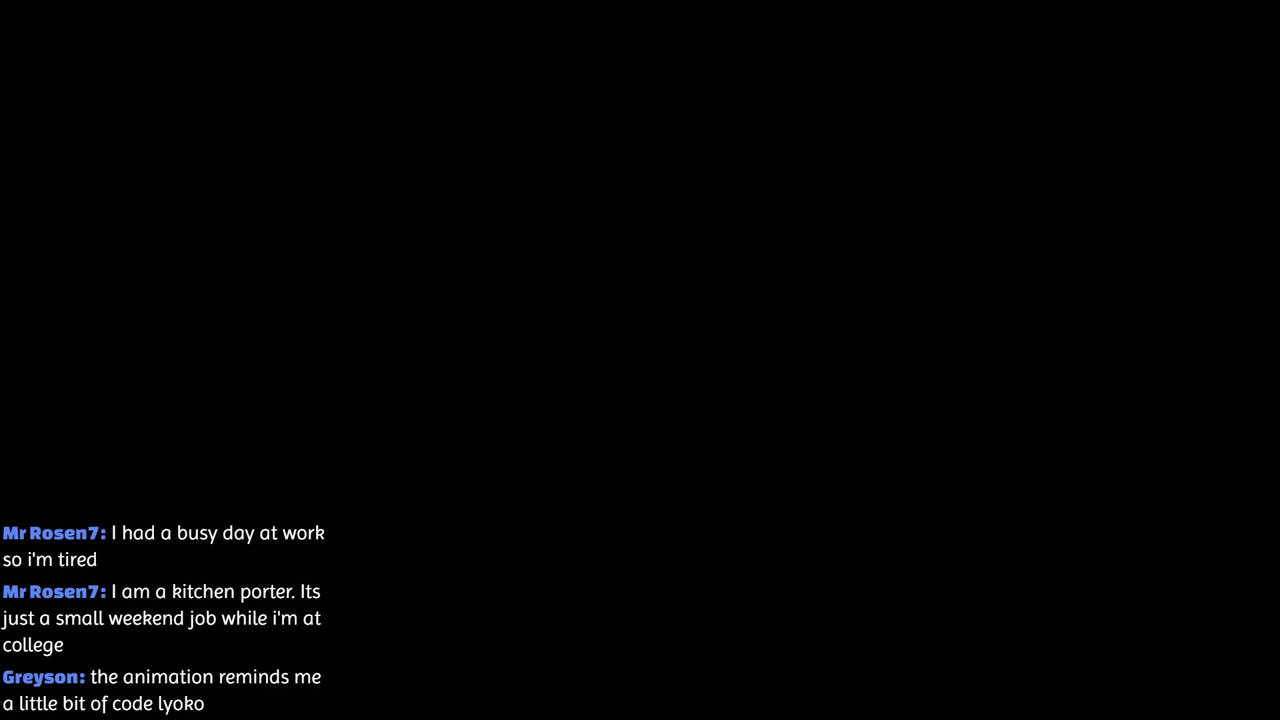 Mr Rosen7: I had a busy day at work
so i'm tired
Mr Rosen7: I am a kitchen porter. Its
just a small weekend job while i'm at
college
Greyson: the animation reminds me
a little bit of code lyoko